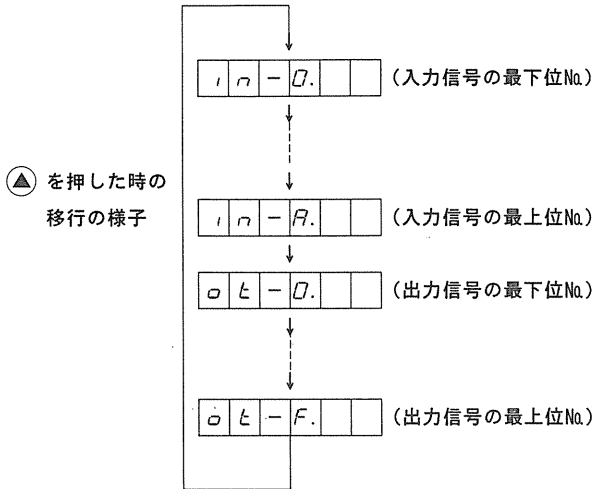 in-0. (入力信号の最下位№)
▲ を押した時の
移行の様子
in-A. (入力信号の最上位№)
ot-0. (出力信号の最下位№)
ot-F. (出力信号の最上位№)